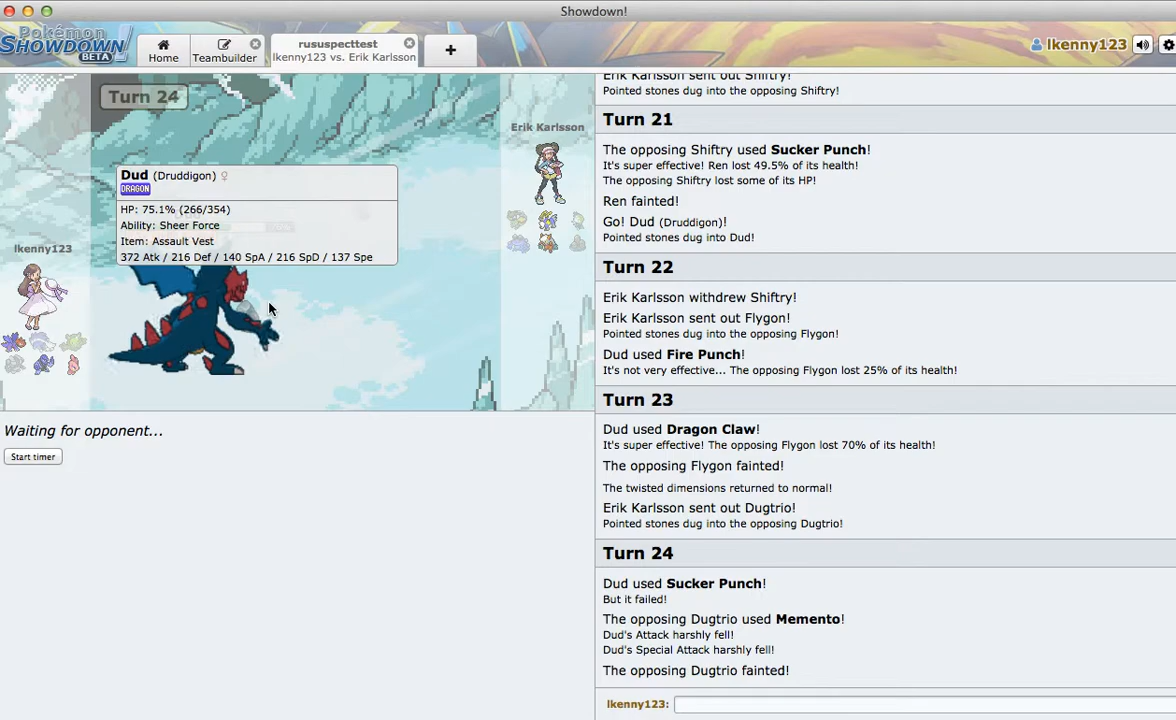 Showdown!
Pokémon
SHOWDOWN!
BETA
Home
Teambuilder
rususpecttest
lkenny123 vs. Erik Karlsson
+
lkenny123
Turn 24
Erik Karlsson
Dud (Druddigon) ♀
DRAGON
HP: 75.1% (266/354)
Ability: Sheer Force
Item: Assault Vest
372 Atk / 216 Def / 140 SpA / 216 SpD / 137 Spe
lkenny123
Waiting for opponent...
Start timer
Erik Karlsson sent out Shiftry!
Pointed stones dug into the opposing Shiftry!
Turn 21
The opposing Shiftry used Sucker Punch!
It's super effective! Ren lost 49.5% of its health!
The opposing Shiftry lost some of its HP!
Ren fainted!
Go! Dud (Druddigon)!
Pointed stones dug into Dud!
Turn 22
Erik Karlsson withdrew Shiftry!
Erik Karlsson sent out Flygon!
Pointed stones dug into the opposing Flygon!
Dud used Fire Punch!
It's not very effective... The opposing Flygon lost 25% of its health!
Turn 23
Dud used Dragon Claw!
It's super effective! The opposing Flygon lost 70% of its health!
The opposing Flygon fainted!
The twisted dimensions returned to normal!
Erik Karlsson sent out Dugtrio!
Pointed stones dug into the opposing Dugtrio!
Turn 24
Dud used Sucker Punch!
But it failed!
The opposing Dugtrio used Memento!
Dud's Attack harshly fell!
Dud's Special Attack harshly fell!
The opposing Dugtrio fainted!
lkenny123: